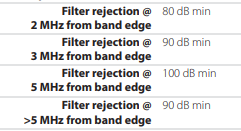 Filter rejection @ 80 dB min
2 MHz from band edge
Filter rejection @ 90 dB min
3 MHz from band edge
Filter rejection @ 100 dB min
5 MHz from band edge
Filter rejection @ 90 dB min
>5 MHz from band edge